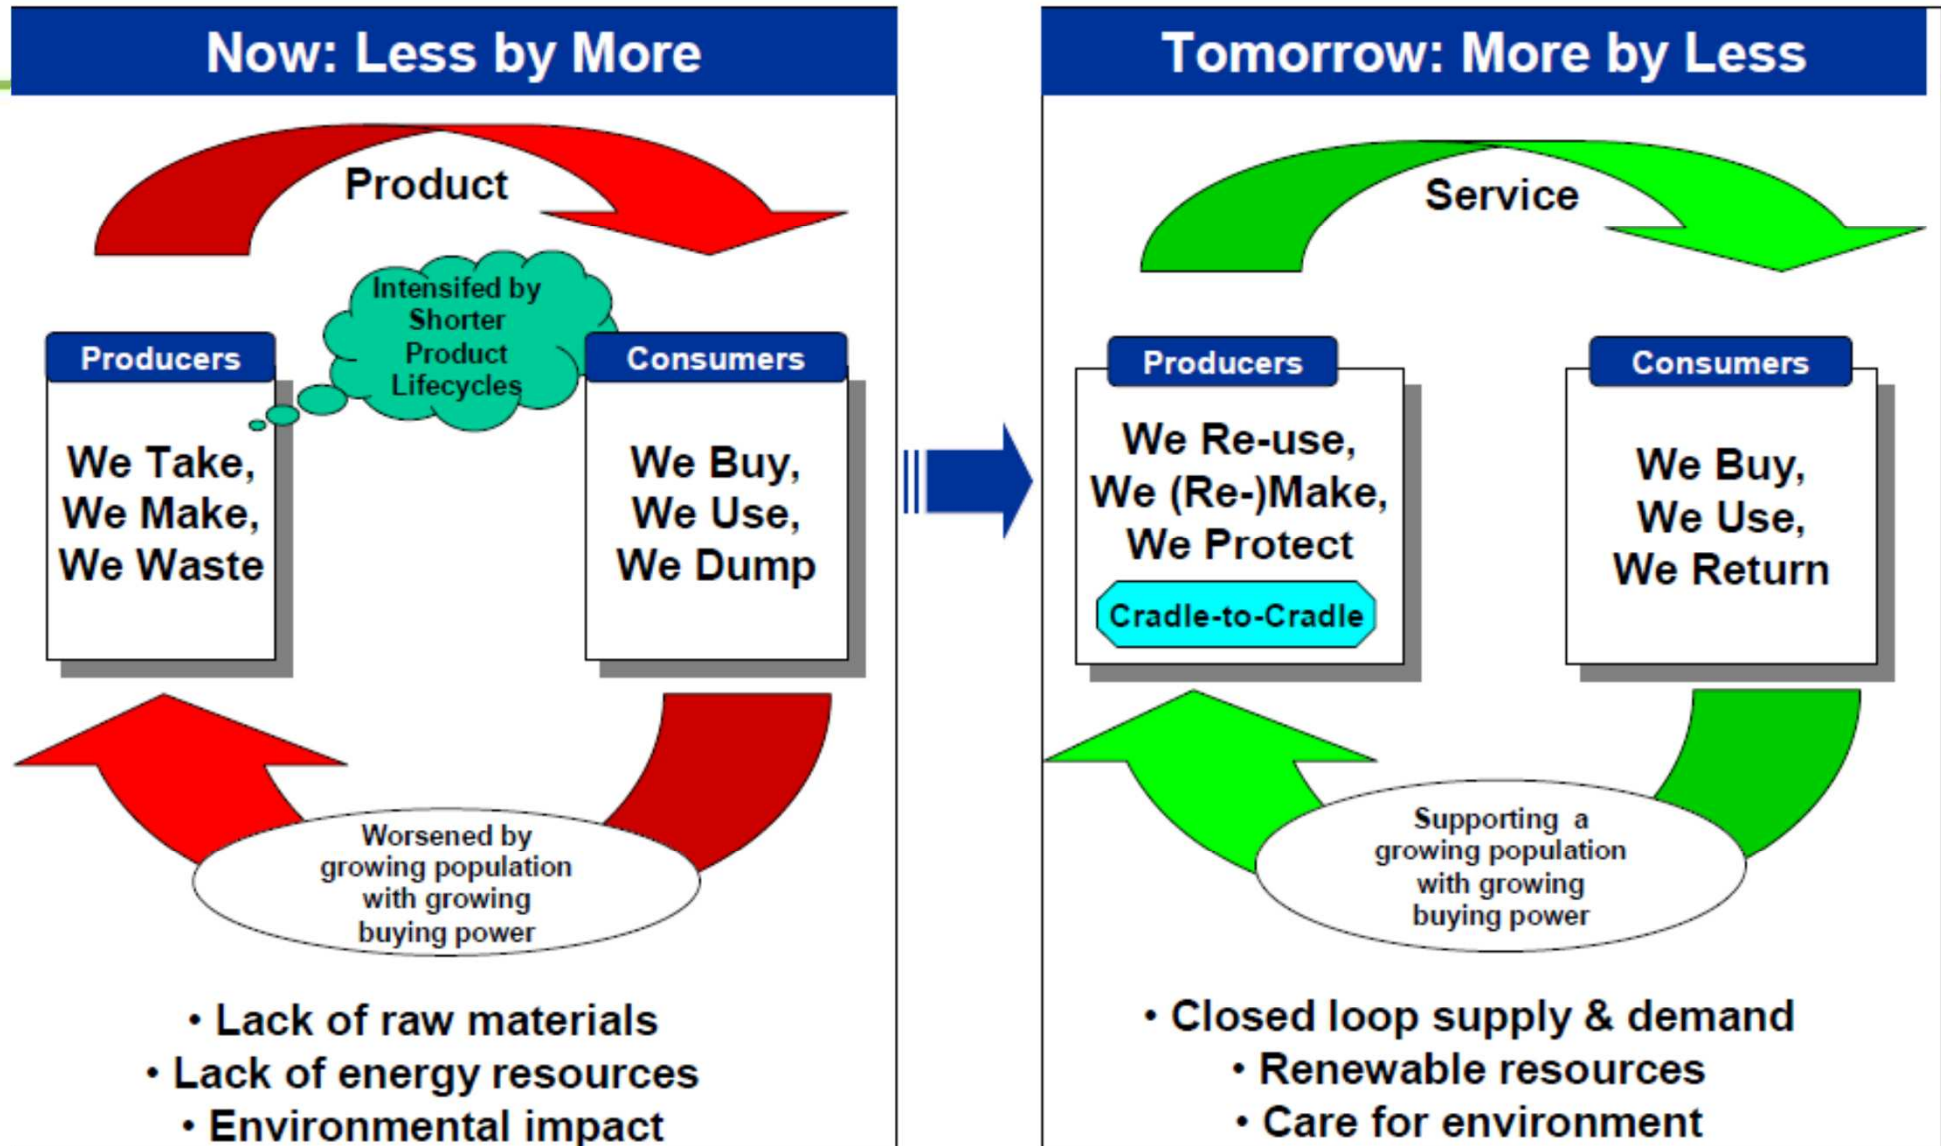 Now: Less by More
Product
Intensifed by
Shorter
Product
Lifecycles
Producers
We Take,
We Make,
We Waste
Consumers
We Buy,
We Use,
We Dump
Worsened by
growing population
with growing
buying power
• Lack of raw materials
• Lack of energy resources
• Environmental impact
Tomorrow: More by Less
Service
Producers
We Re-use,
We (Re-)Make,
We Protect
Cradle-to-Cradle
Consumers
We Buy,
We Use,
We Return
Supporting a
growing population
with growing
buying power
• Closed loop supply & demand
• Renewable resources
• Care for environment